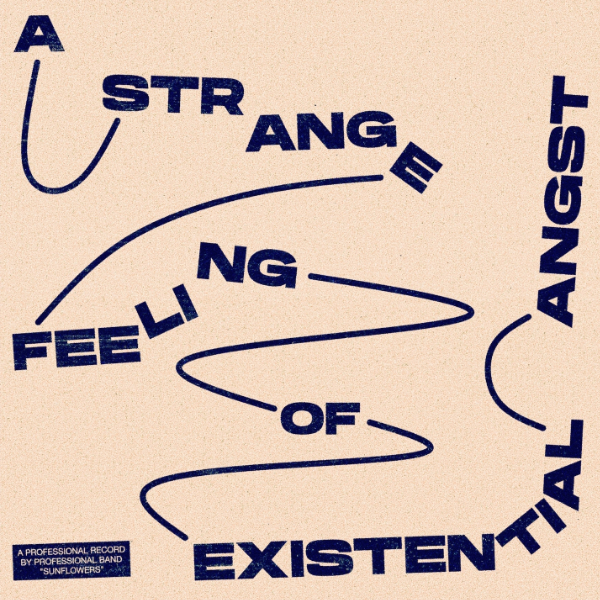 A
STRANGE
FEELING
OF
EXISTENTIAL
ANGST
A PROFESSIONAL RECORD
BY PROFESSIONAL BAND
"SUNFLOWERS"